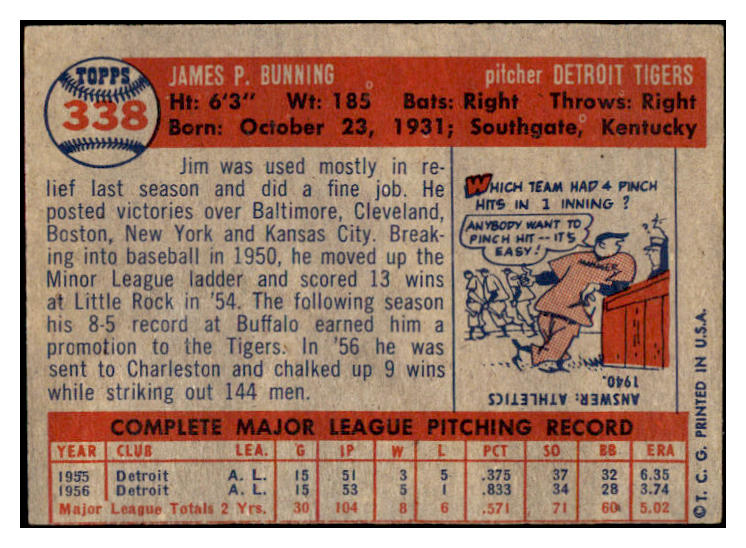 TOPPS
338
JAMES P. BUNNING pitcher DETROIT TIGERS
Ht: 6'3" Wt: 185 Bats: Right Throws: Right
Born: October 23, 1931; Southgate, Kentucky
Jim was used mostly in re-
lief last season and did a fine job. He
posted victories over Baltimore, Cleveland,
Boston, New York and Kansas City. Break-
ing into baseball in 1950, he moved up the
Minor League ladder and scored 13 wins
at Little Rock in '54. The following season
his 8-5 record at Buffalo earned him a
promotion to the Tigers. In '56 he was
sent to Charleston and chalked up 9 wins
while striking out 144 men.
WHICH TEAM HAD 4 PINCH
HITS IN 1 INNING?
ANYBODY WANT TO
PINCH HIT--IT'S
EASY!
MANAGER
ANSWER: ATHLETICS
1940.
COMPLETE MAJOR LEAGUE PITCHING RECORD
YEAR CLUB LEA. G IP W L PCT SO BB ERA
1955 Detroit A. L. 15 51 3 5 .375 37 32 6.35
1956 Detroit A. L. 15 53 5 1 .833 34 28 3.74
Major League Totals 2 Yrs. 30 104 8 6 .571 71 60 5.02
© T. C. G. PRINTED IN U.S.A.